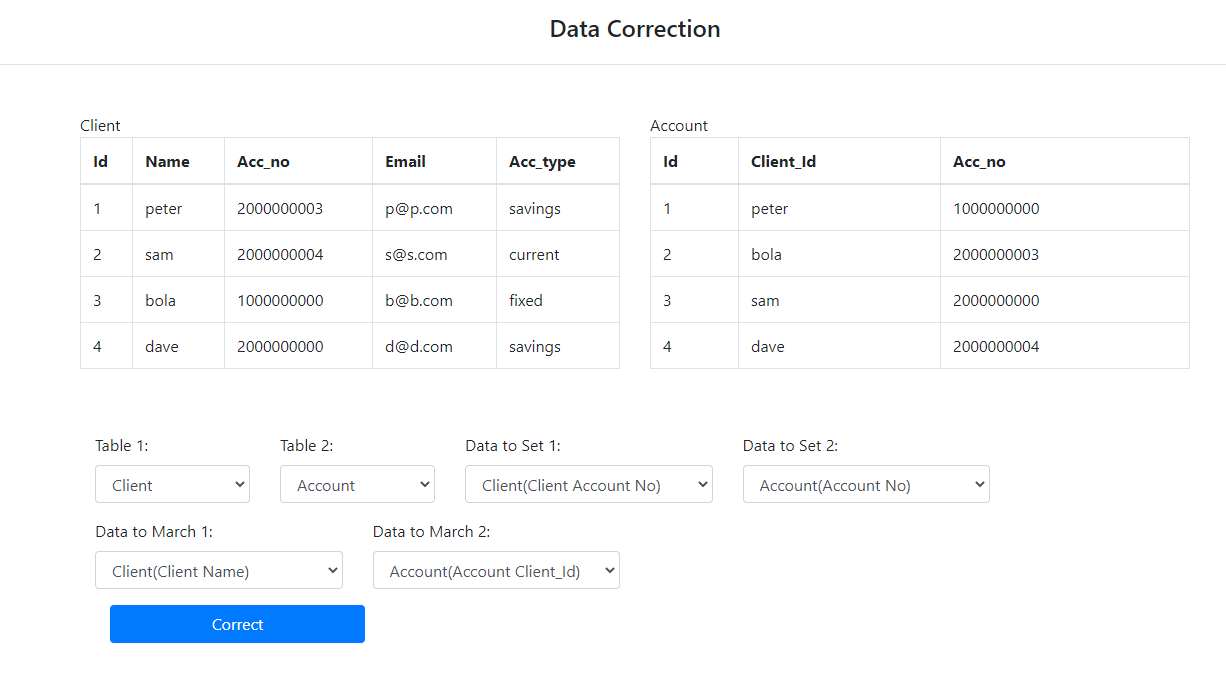 Data Correction
Client
Id Name Acc_no Email Acc_type
1 peter 2000000003 p@p.com savings
2 sam 2000000004 s@s.com current
3 bola 1000000000 b@b.com fixed
4 dave 2000000000 d@d.com savings
Account
Id Client_Id Acc_no
1 peter 1000000000
2 bola 2000000003
3 sam 2000000000
4 dave 2000000004
Table 1: Table 2: Data to Set 1: Data to Set 2:
Client Account Client(Client Account No) Account(Account No)
Data to March 1: Data to March 2:
Client(Client Name) Account(Account Client_Id)
Correct